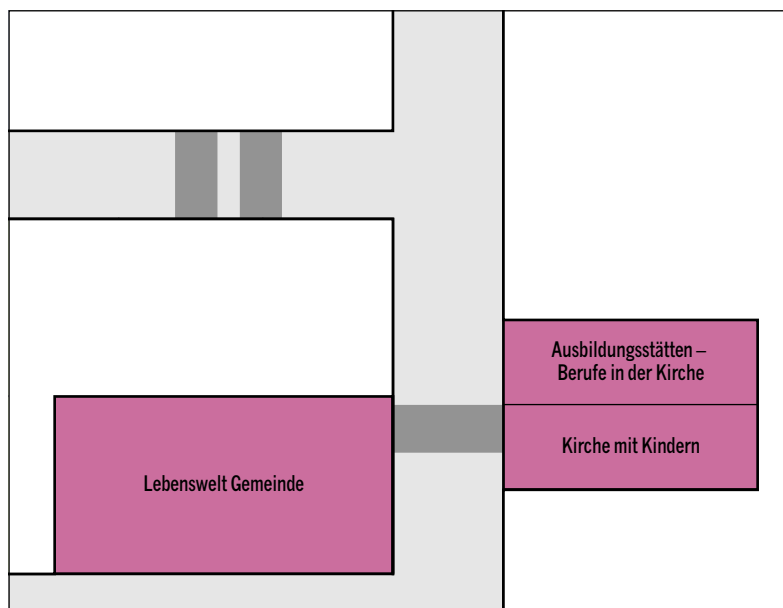 Ausbildungsstätten –
Berufe in der Kirche
Kirche mit Kindern
Lebenswelt Gemeinde